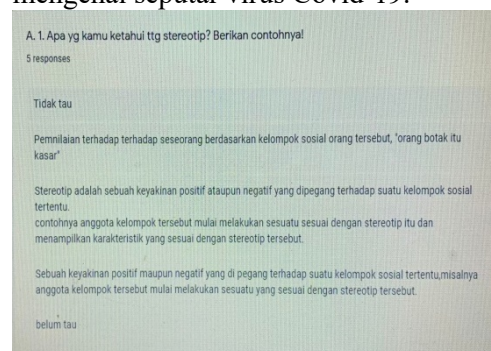 mengenai seputar virus Covid-19.
A. 1. Apa yg kamu ketahui ttg stereotip? Berikan contohnya!
5 responses
Tidak tau
Pemnilaian terhadap terhadap seseorang berdasarkan kelompok sosial orang tersebut, "orang botak itu
kasar"
Stereotip adalah sebuah keyakinan positif ataupun negatif yang dipegang terhadap suatu kelompok sosial
tertentu.
contohnya anggota kelompok tersebut mulai melakukan sesuatu sesuai dengan stereotip itu dan
menampilkan karakteristik yang sesuai dengan stereotip tersebut.
Sebuah keyakinan positif maupun negatif yang di pegang terhadap suatu kelompok sosial tertentu,misalnya
anggota kelompok tersebut mulai melakukan sesuatu yang sesuai dengan stereotip tersebut.
belum tau